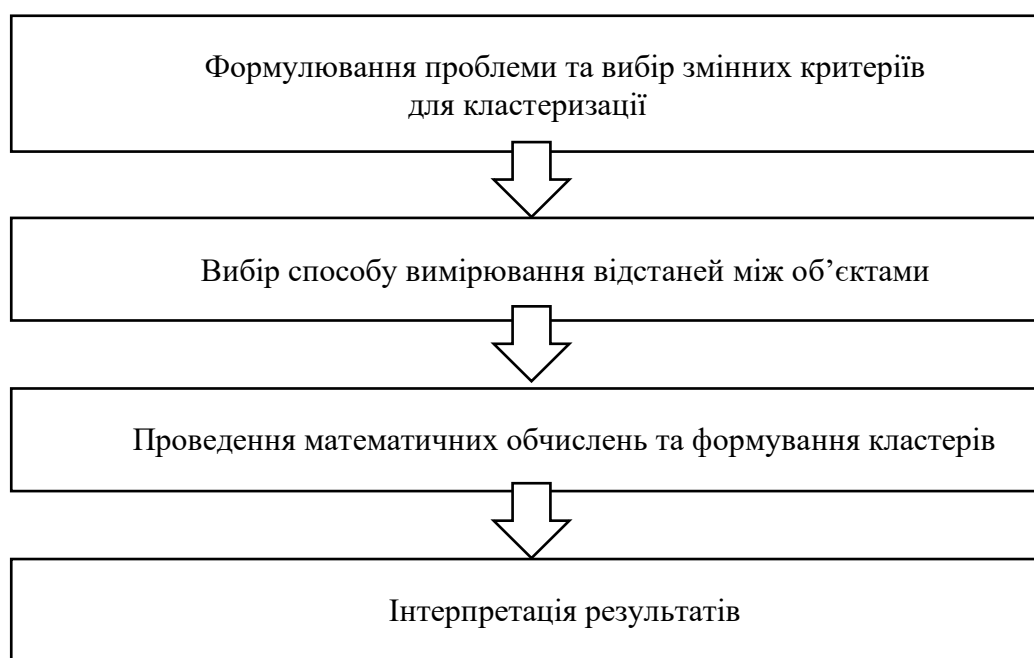 Формулювання проблеми та вибір змінних критеріїв
для кластеризації
Вибір способу вимірювання відстаней між об’єктами
Проведення математичних обчислень та формування кластерів
Інтерпретація результатів